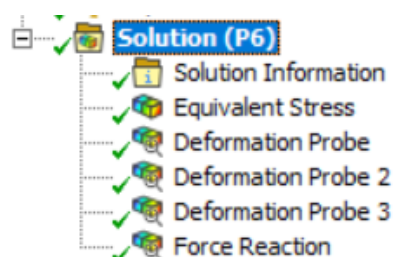 Solution (P6)
Solution Information
Equivalent Stress
Deformation Probe
Deformation Probe 2
Deformation Probe 3
Force Reaction